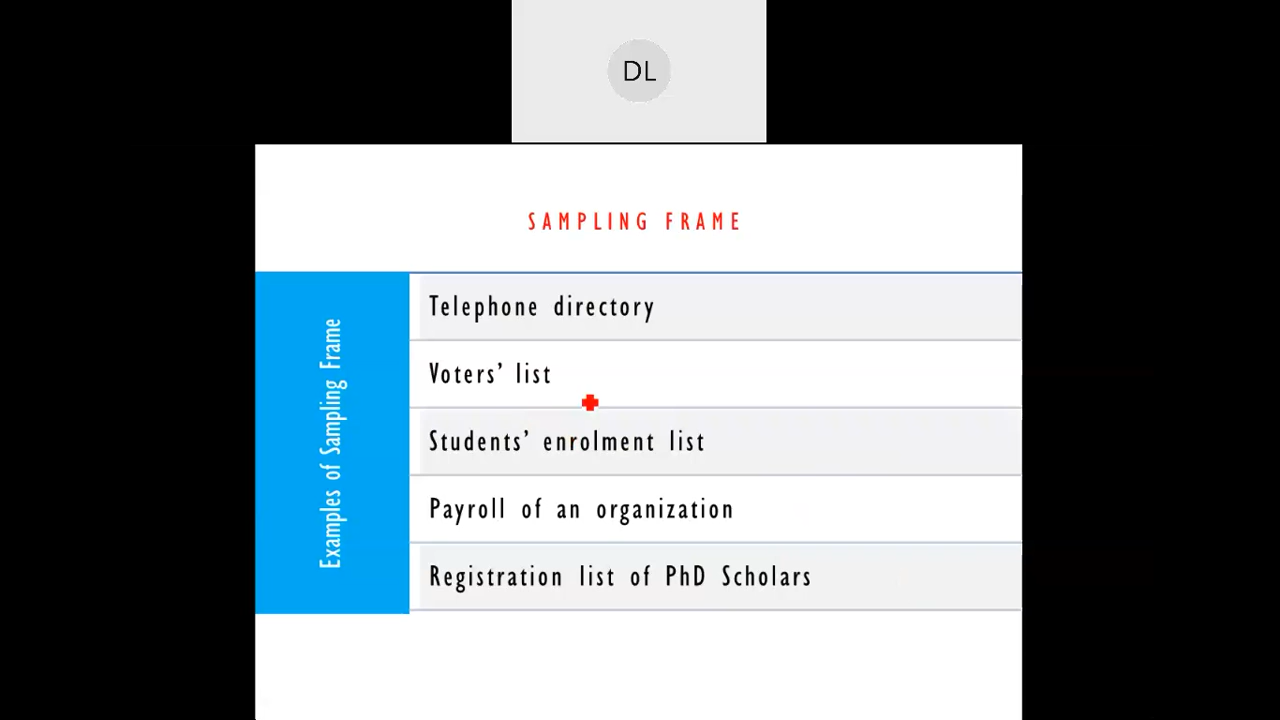 DL
SAMPLING FRAME
Examples of Sampling Frame
Telephone directory
Voters’ list
Students’ enrolment list
Payroll of an organization
Registration list of PhD Scholars